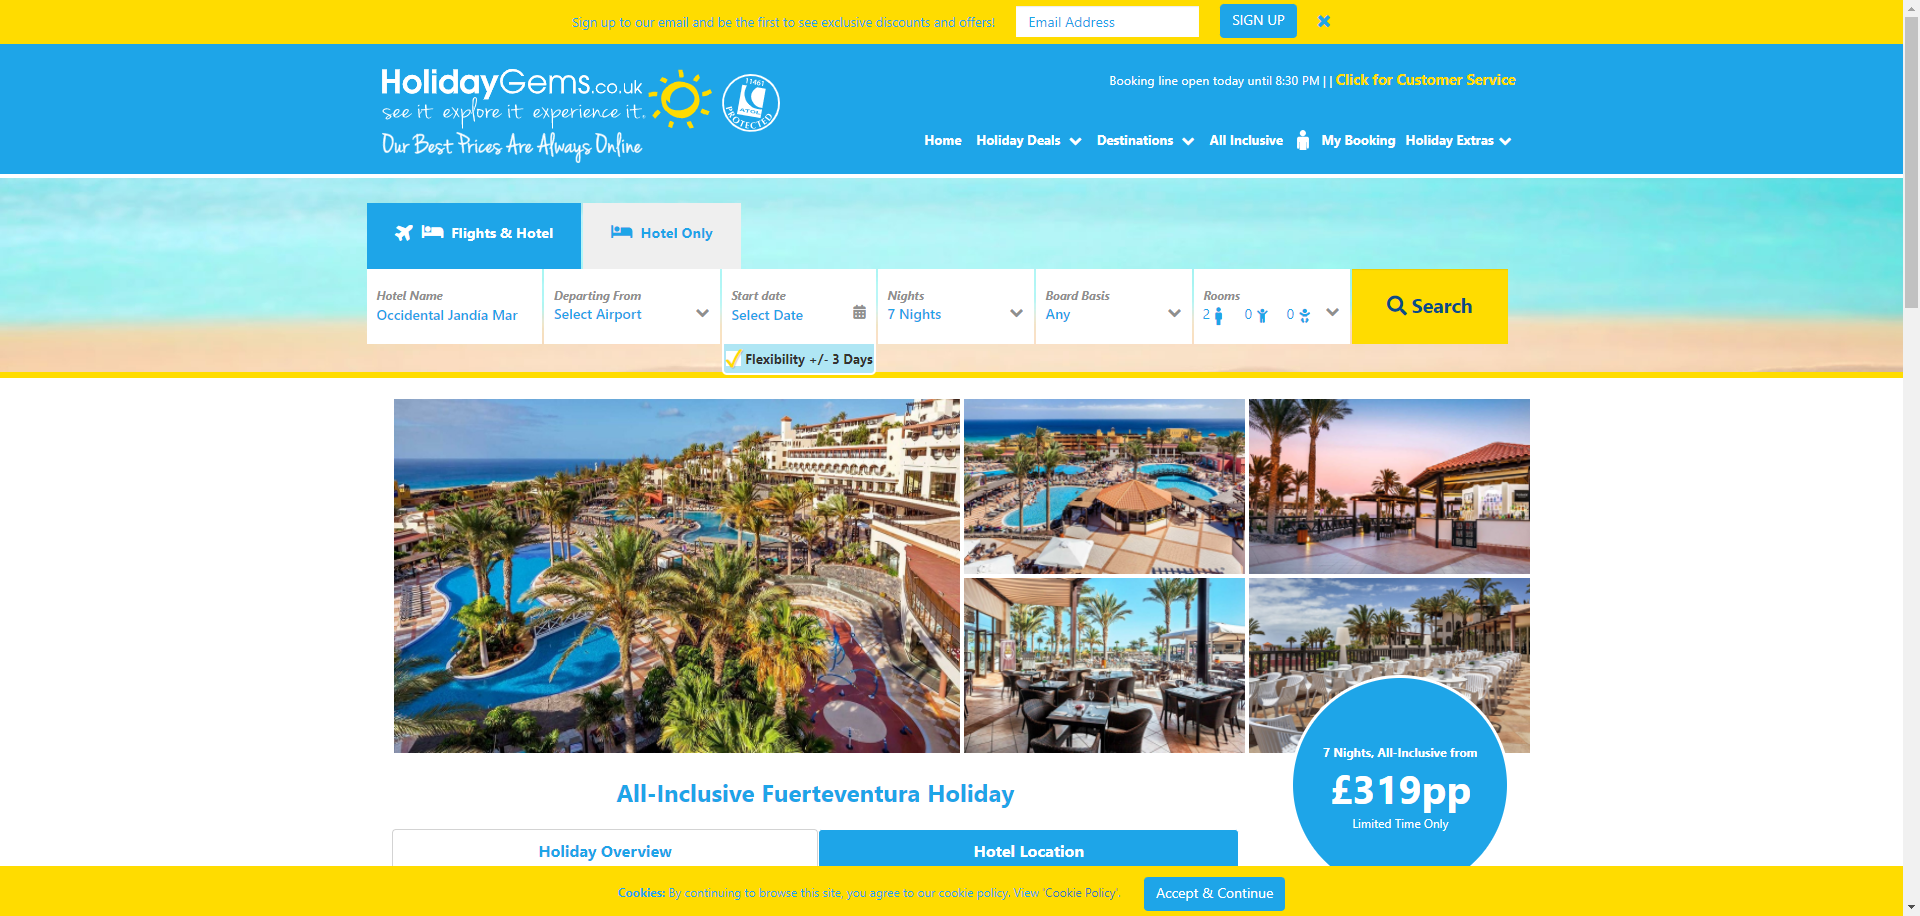 Sign up to our email and be the first to see exclusive discounts and offers!
Email Address
SIGN UP
HolidayGems.co.uk
see it. explore it. experience it.
Our Best Prices Are Always Online
11461
ATOL
PROTECTED
Booking line open today until 8:30 PM | | Click for Customer Service
Home
Holiday Deals
Destinations
All Inclusive
My Booking
Holiday Extras
Flights & Hotel
Hotel Only
Hotel Name
Occidental Jandía Mar
Departing From
Select Airport
Start date
Select Date
Nights
7 Nights
Board Basis
Any
Rooms
2 0 0
Search
Flexibility +/- 3 Days
7 Nights, All-Inclusive from
£319pp
Limited Time Only
All-Inclusive Fuerteventura Holiday
Holiday Overview
Hotel Location
Cookies: By continuing to browse this site, you agree to our cookie policy. View 'Cookie Policy'.
Accept & Continue